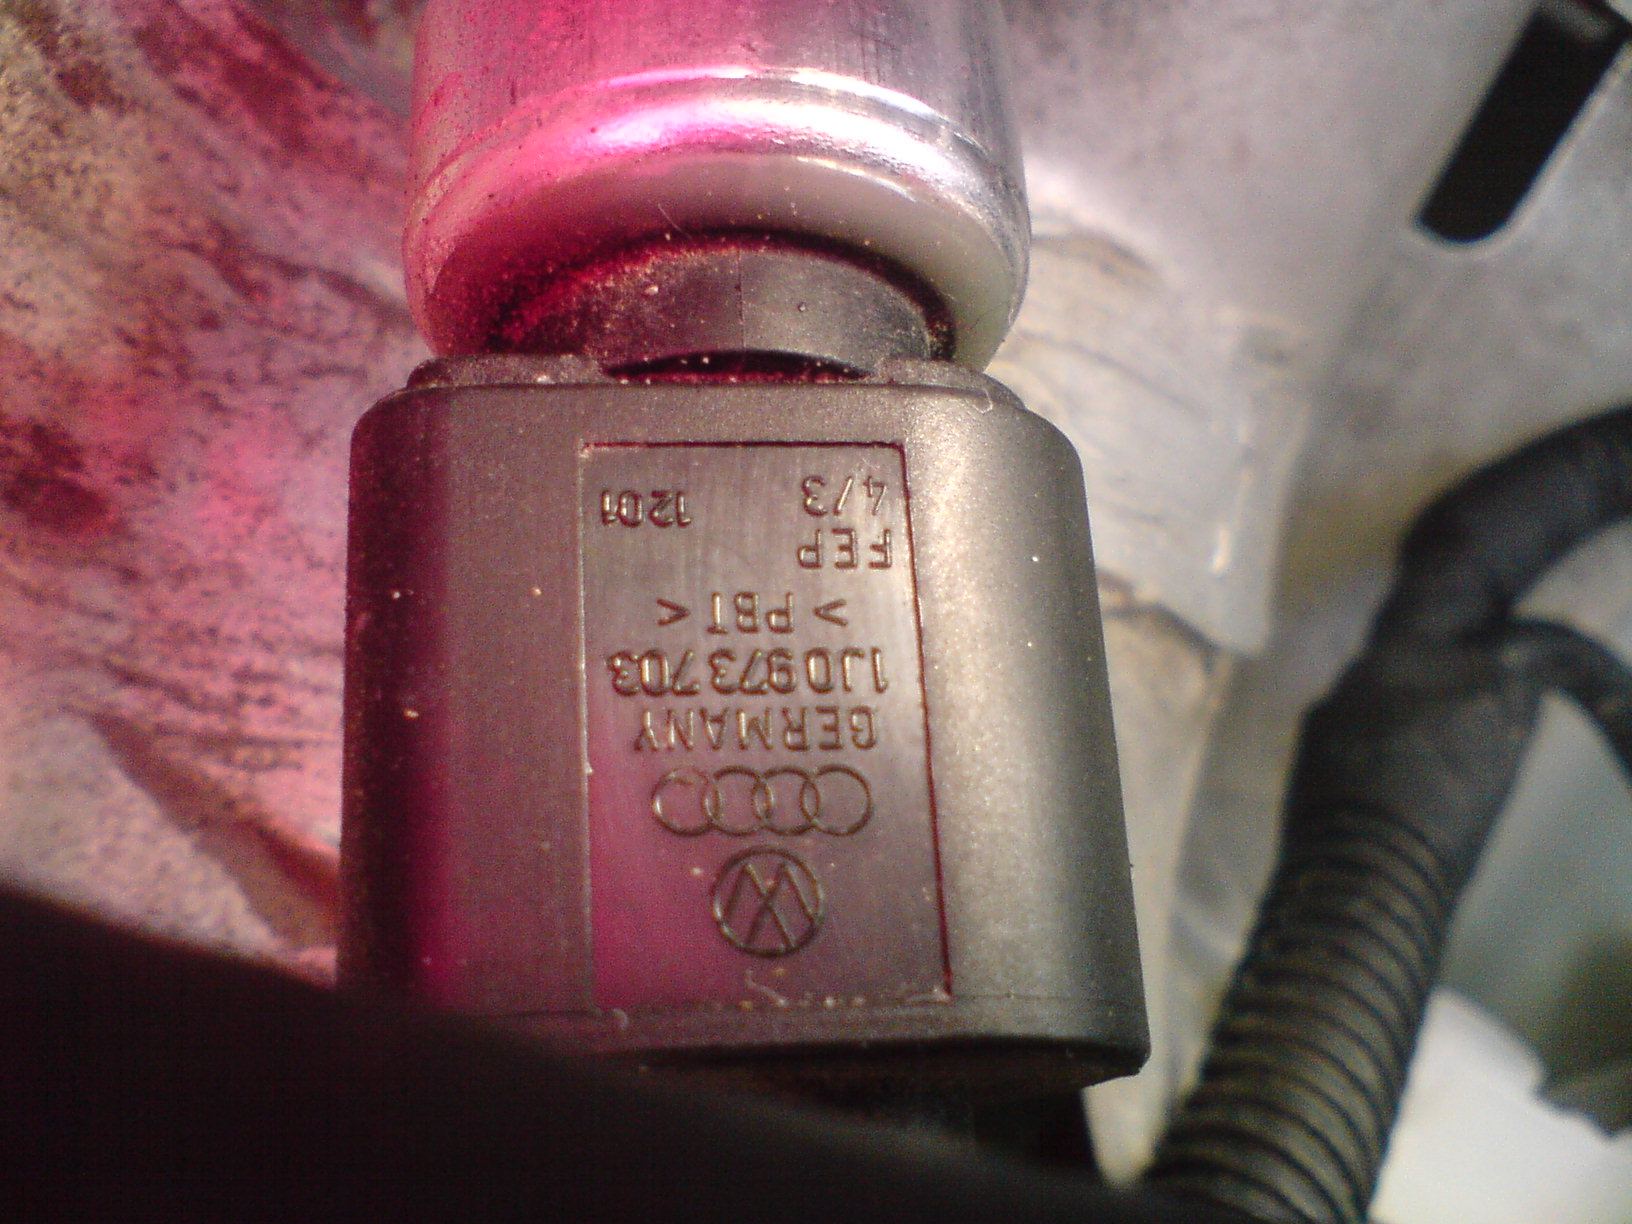 GERMANY
1J0 973 703
> PBT <
FEP
4/3 1201